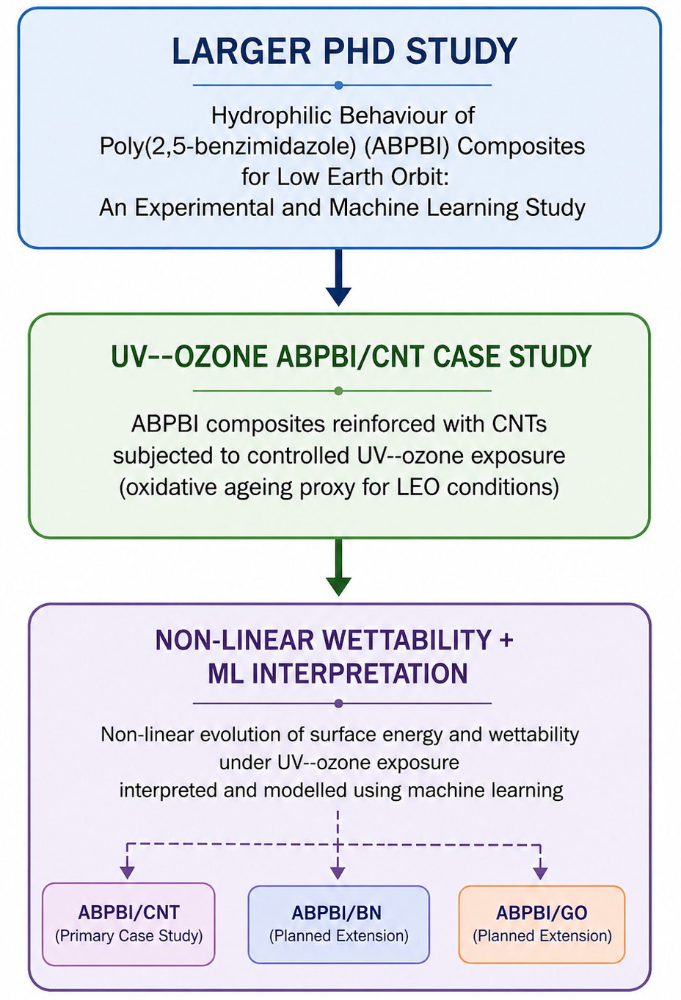 LARGER PHD STUDY
Hydrophilic Behaviour of
Poly(2,5-benzimidazole) (ABPBI) Composites
for Low Earth Orbit:
An Experimental and Machine Learning Study
UV--OZONE ABPBI/CNT CASE STUDY
ABPBI composites reinforced with CNTs
subjected to controlled UV--ozone exposure
(oxidative ageing proxy for LEO conditions)
NON-LINEAR WETTABILITY +
ML INTERPRETATION
Non-linear evolution of surface energy and wettability
under UV--ozone exposure
interpreted and modelled using machine learning
ABPBI/CNT
(Primary Case Study)
ABPBI/BN
(Planned Extension)
ABPBI/GO
(Planned Extension)